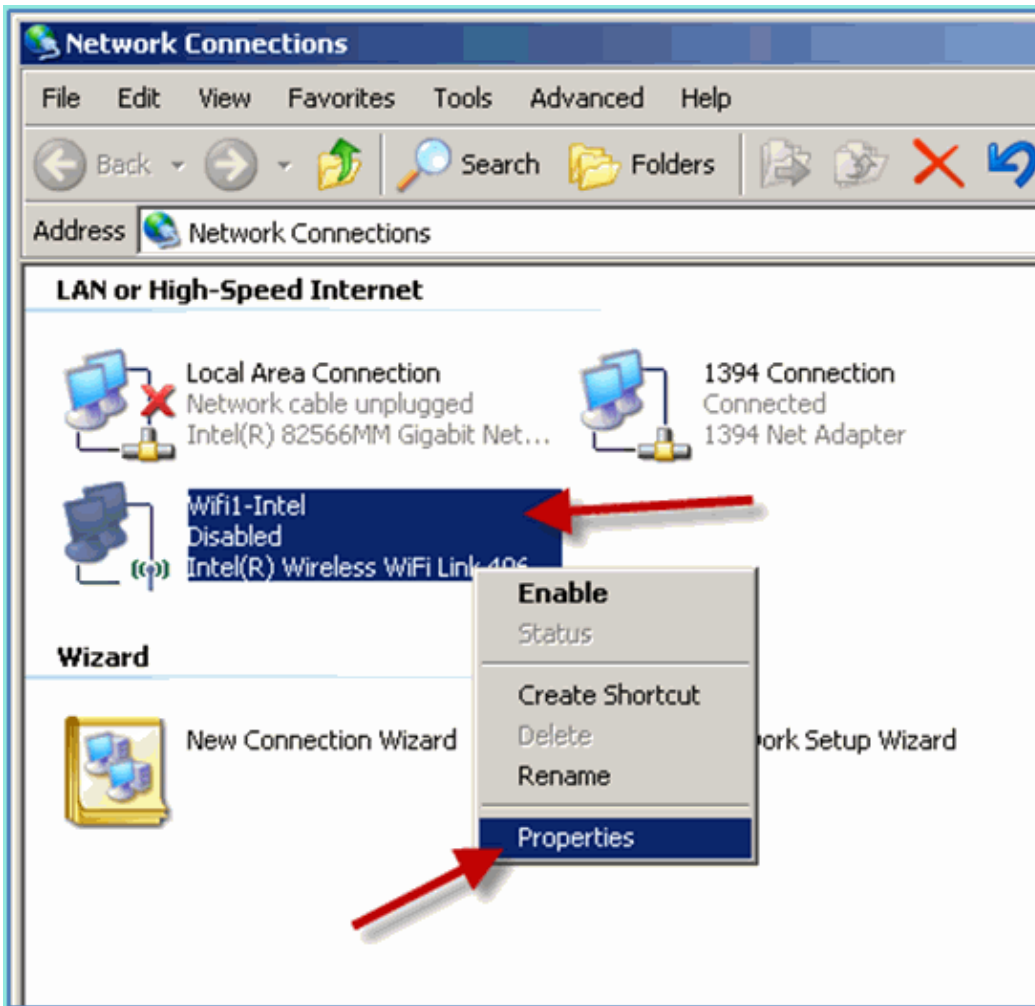 Network Connections
File Edit View Favorites Tools Advanced Help
Back Search Folders
Address Network Connections
LAN or High-Speed Internet
Local Area Connection
Network cable unplugged
Intel(R) 82566MM Gigabit Net...
1394 Connection
Connected
1394 Net Adapter
Wifi1-Intel
Disabled
Intel(R) Wireless WiFi Link
Enable
Status
Create Shortcut
Delete
Rename
Properties
Wizard
New Connection Wizard
Setup Wizard